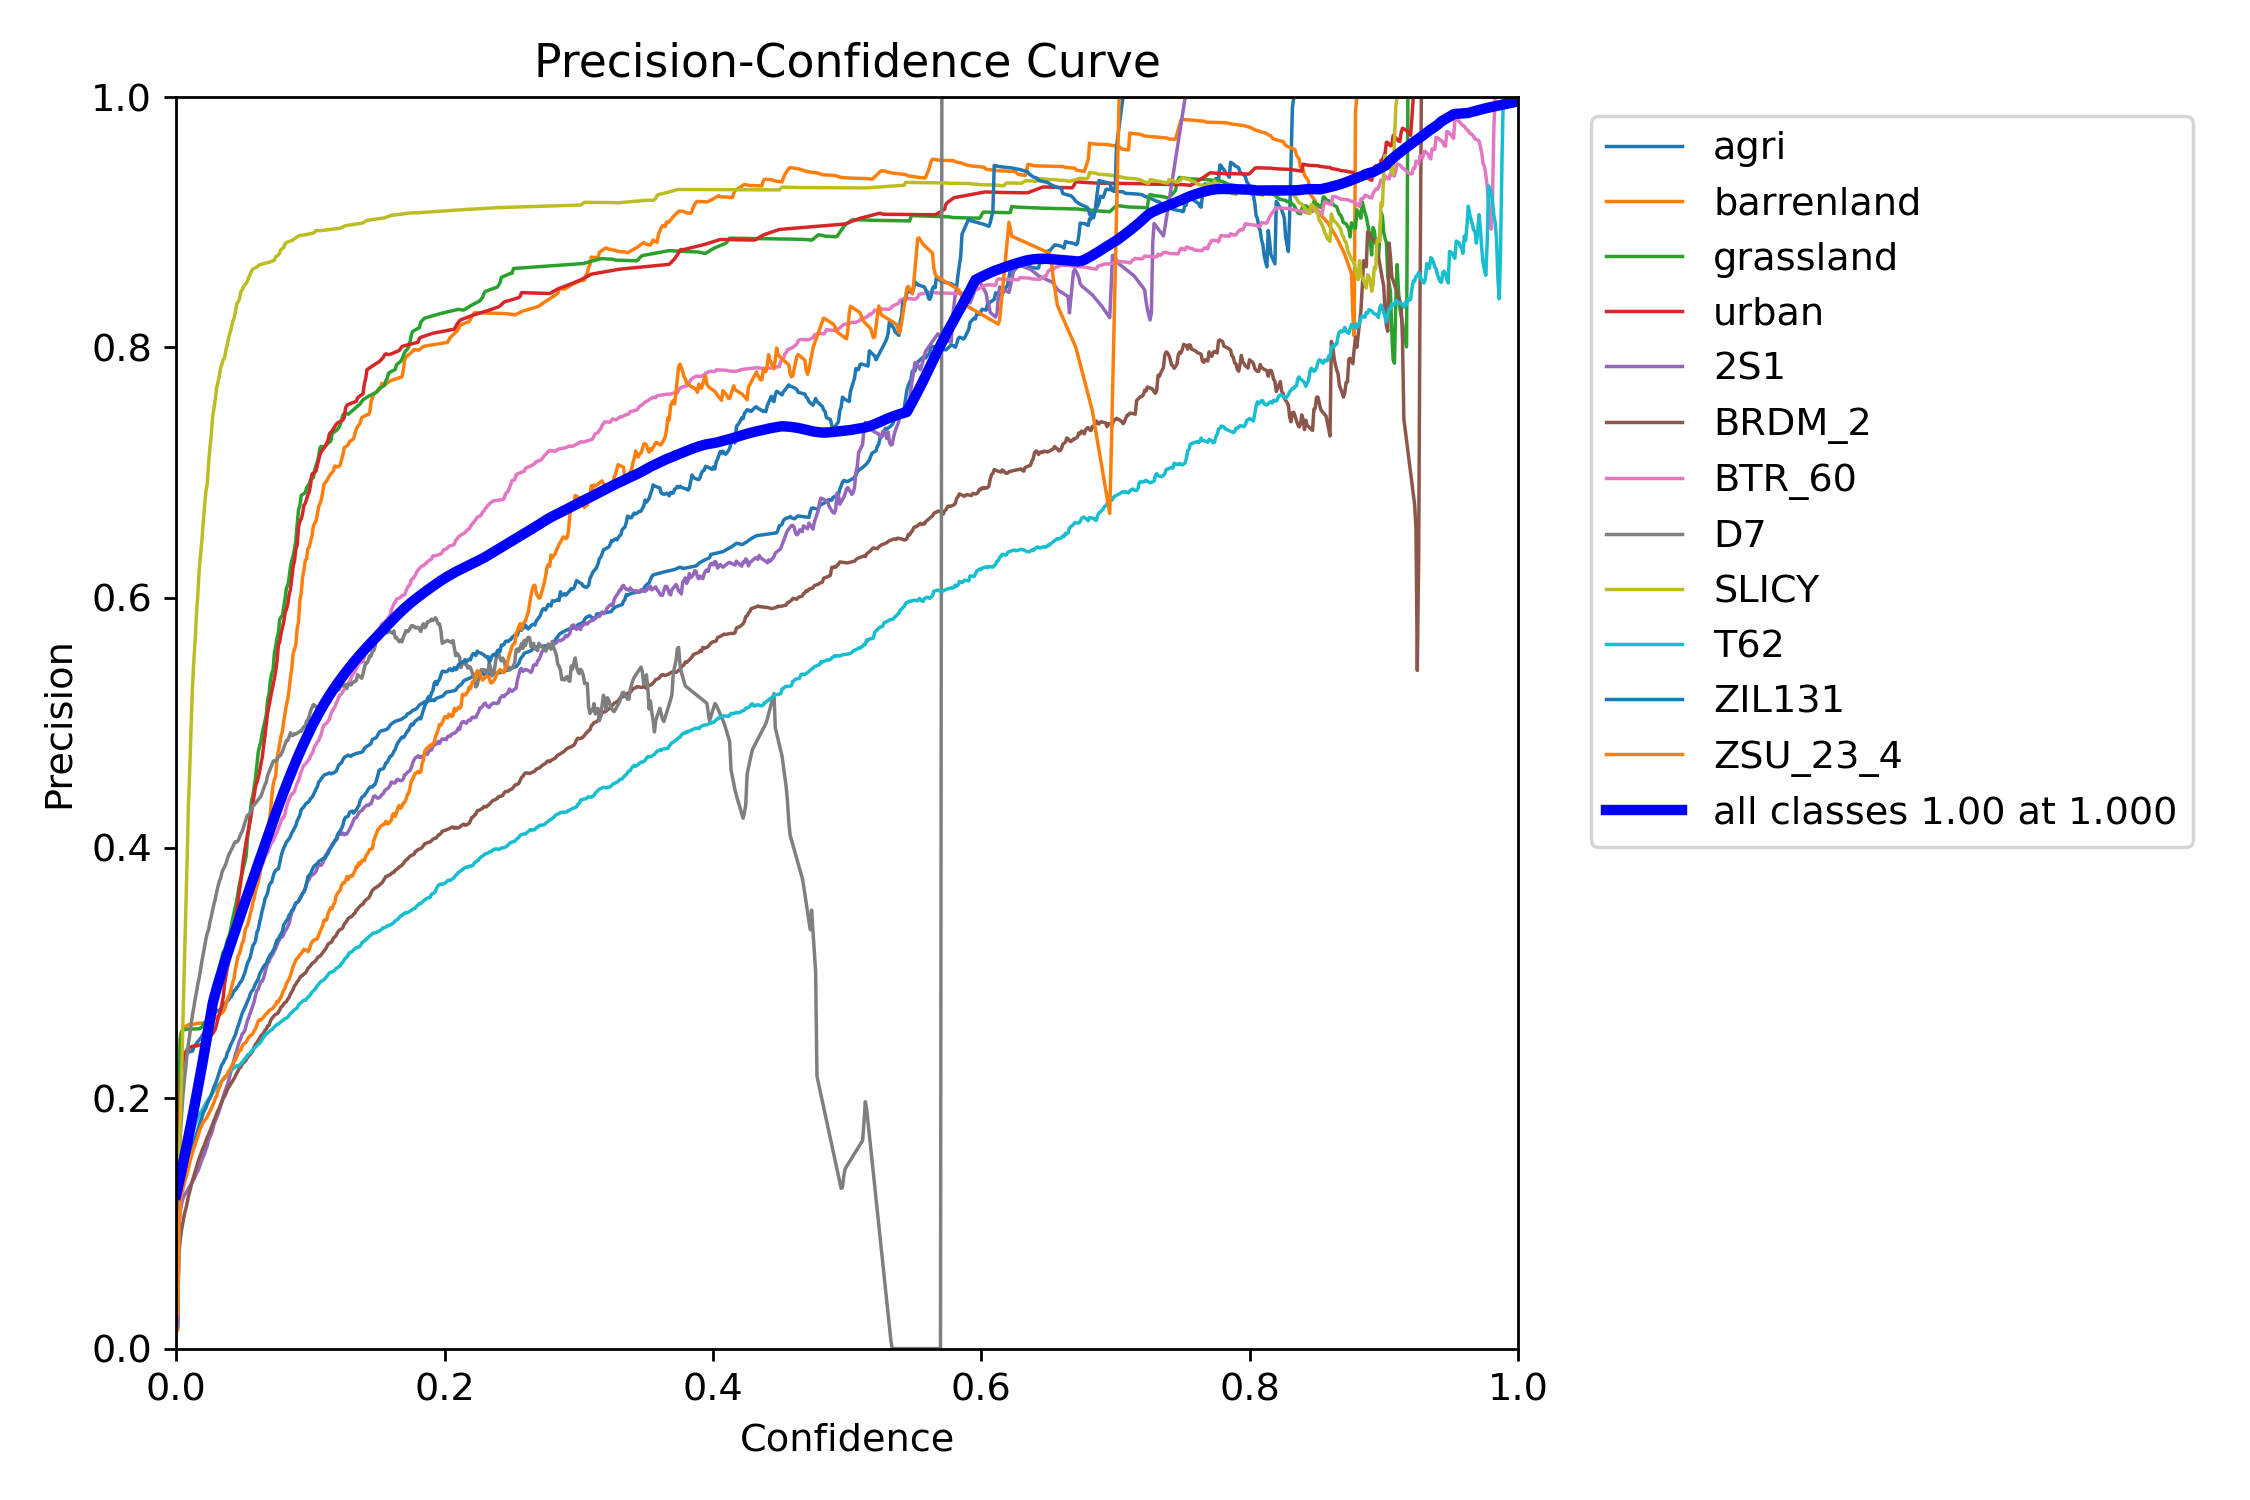 Precision-Confidence Curve
1.0
0.8
0.6
0.4
0.2
0.0
Precision
0.0 0.2 0.4 0.6 0.8 1.0
Confidence
agri
barrenland
grassland
urban
2S1
BRDM_2
BTR_60
D7
SLICY
T62
ZIL131
ZSU_23_4
all classes 1.00 at 1.000